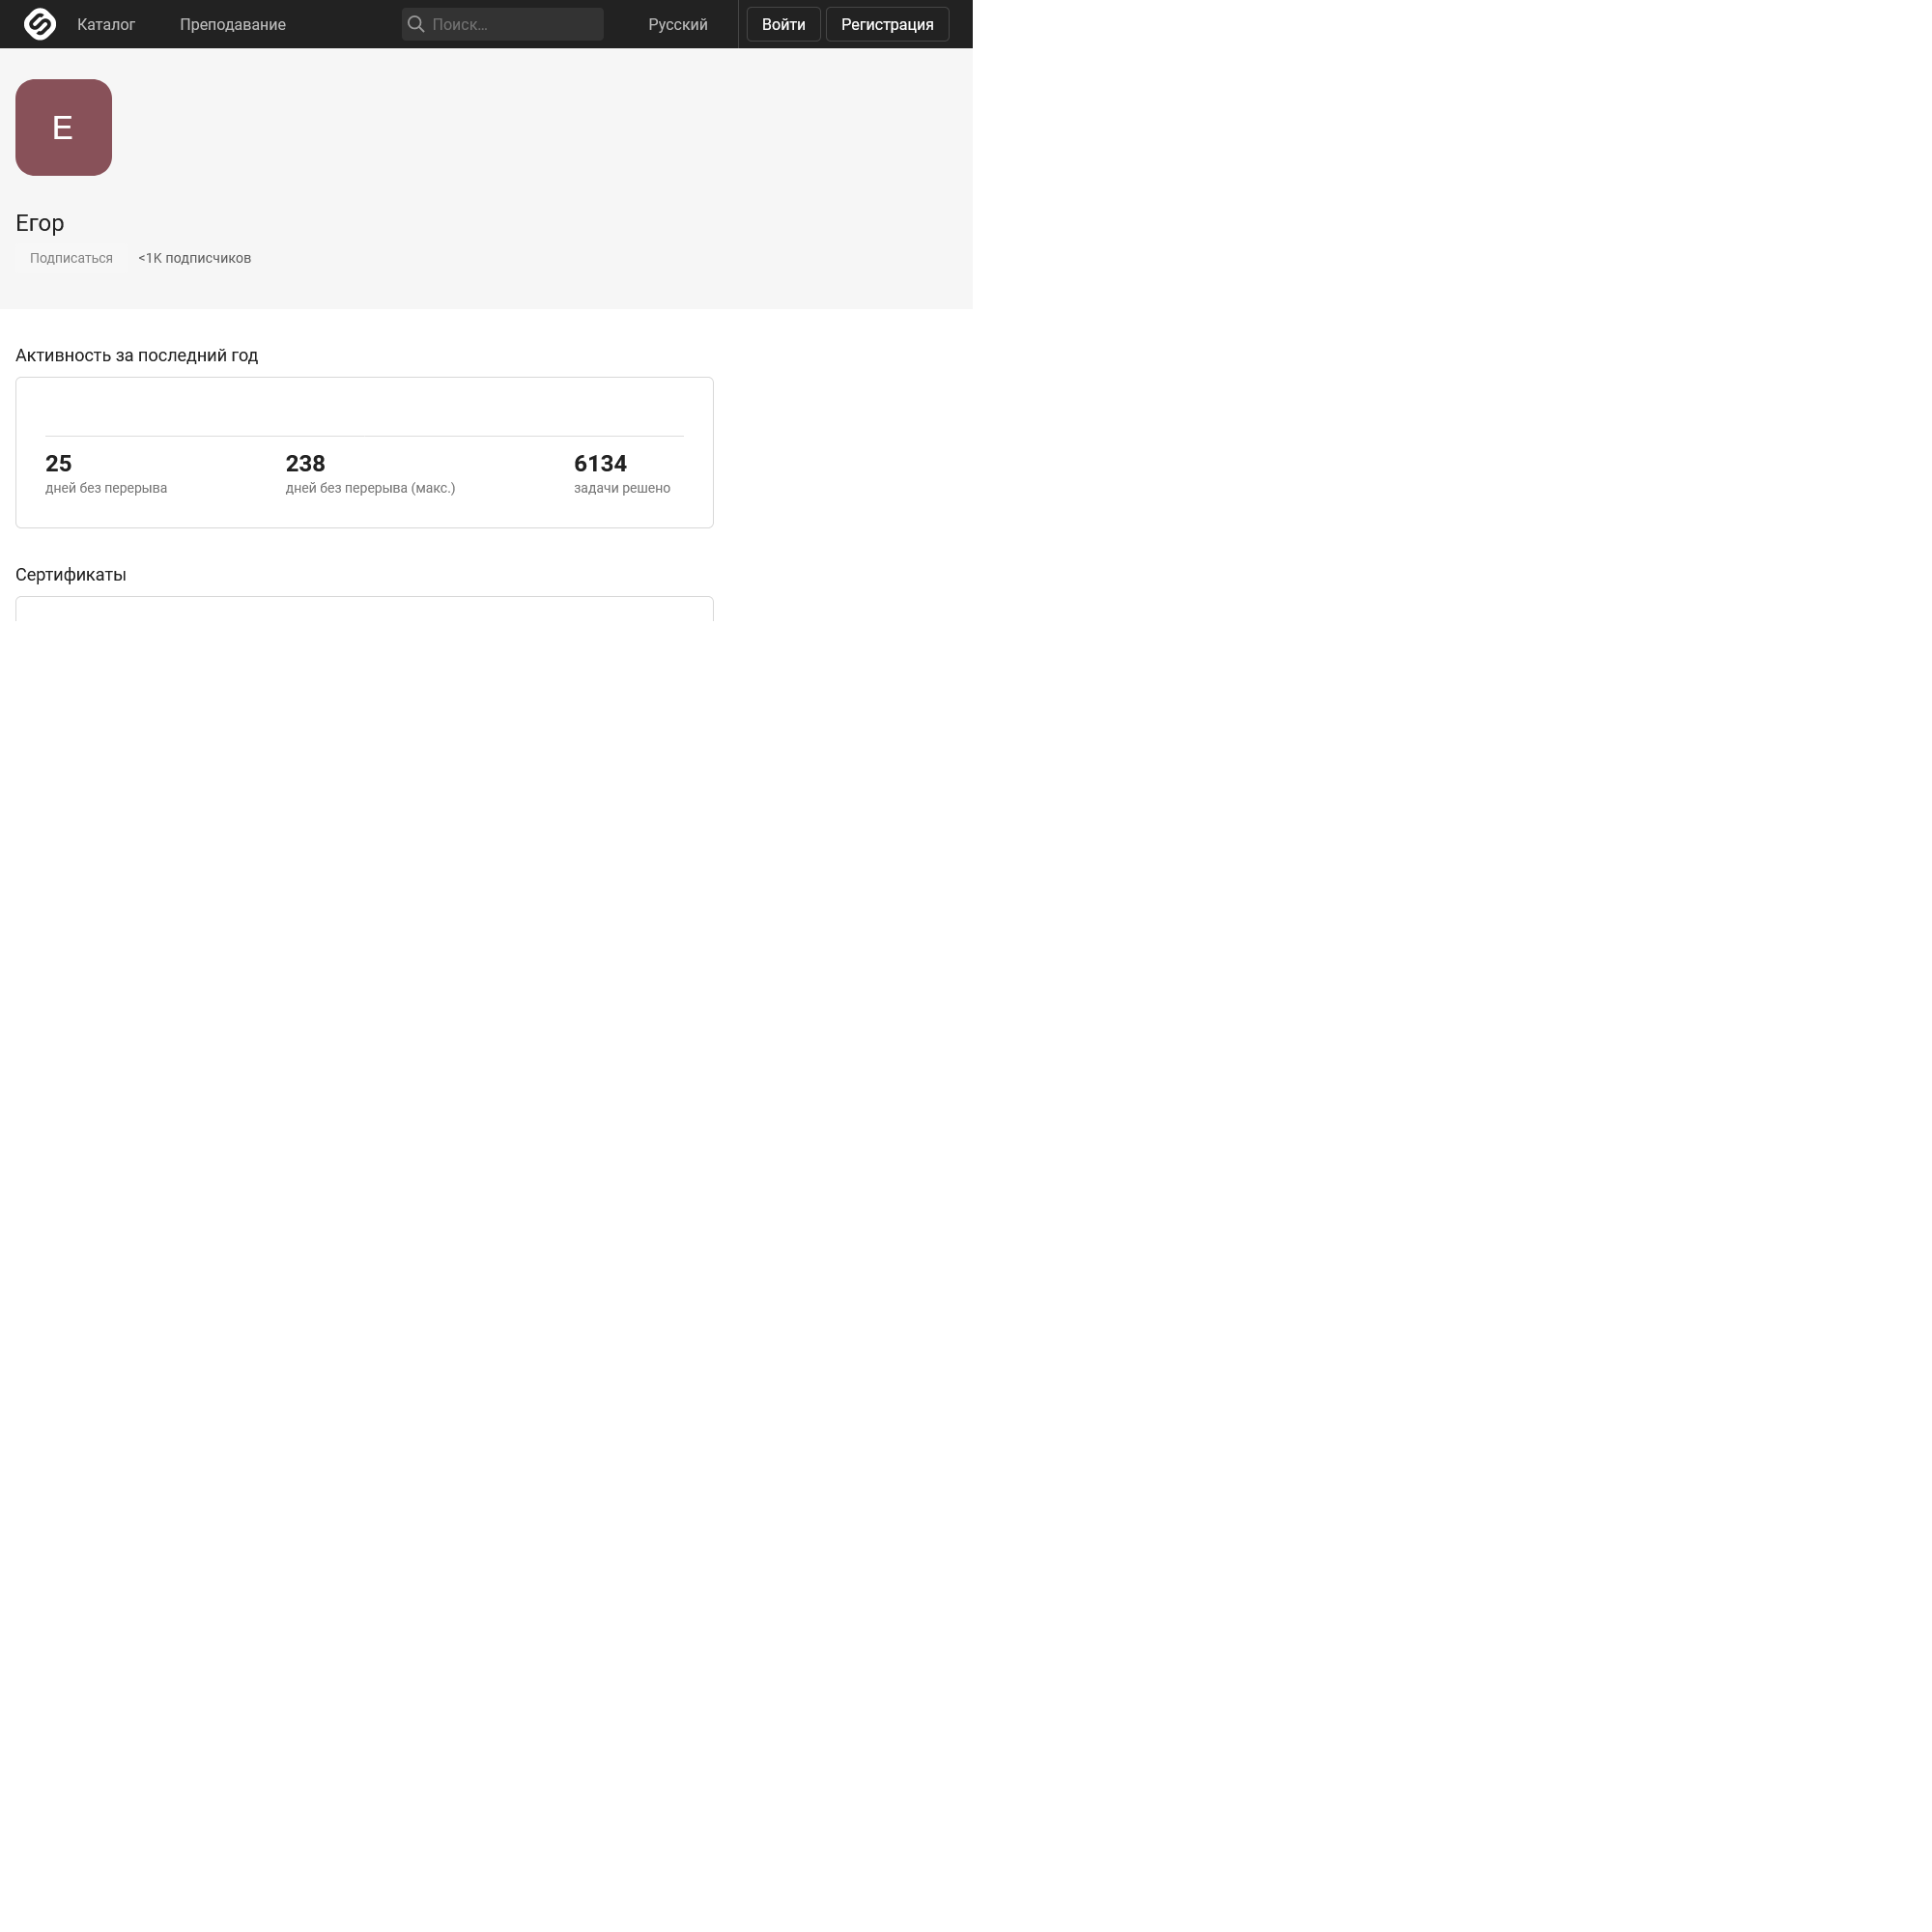 Каталог Преподавание Поиск... Русский Войти Регистрация
Е
Егор
Подписаться <1K подписчиков
Активность за последний год
25 238 6134
дней без перерыва дней без перерыва (макс.) задачи решено
Сертификаты